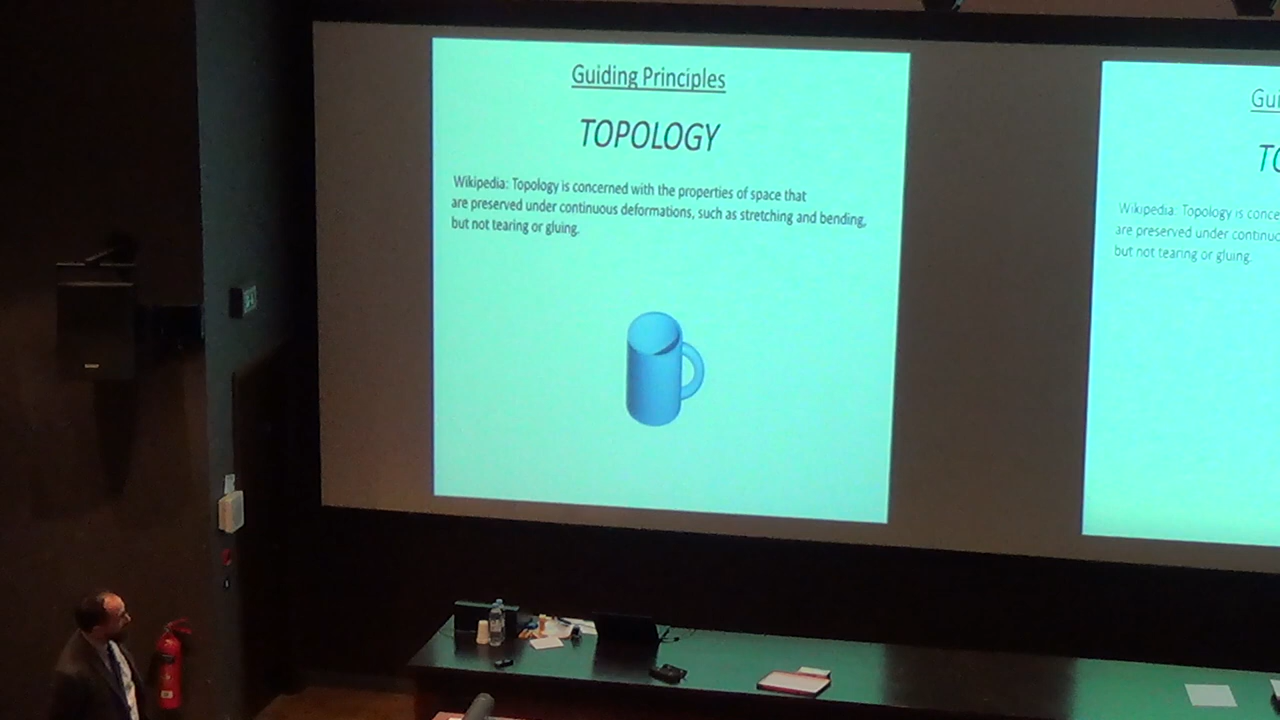 Guiding Principles
TOPOLOGY
Wikipedia: Topology is concerned with the properties of space that
are preserved under continuous deformations, such as stretching and bending,
but not tearing or gluing.
Gui
TO
Wikipedia: Topology is conce
are preserved under continuo
but not tearing or gluing.